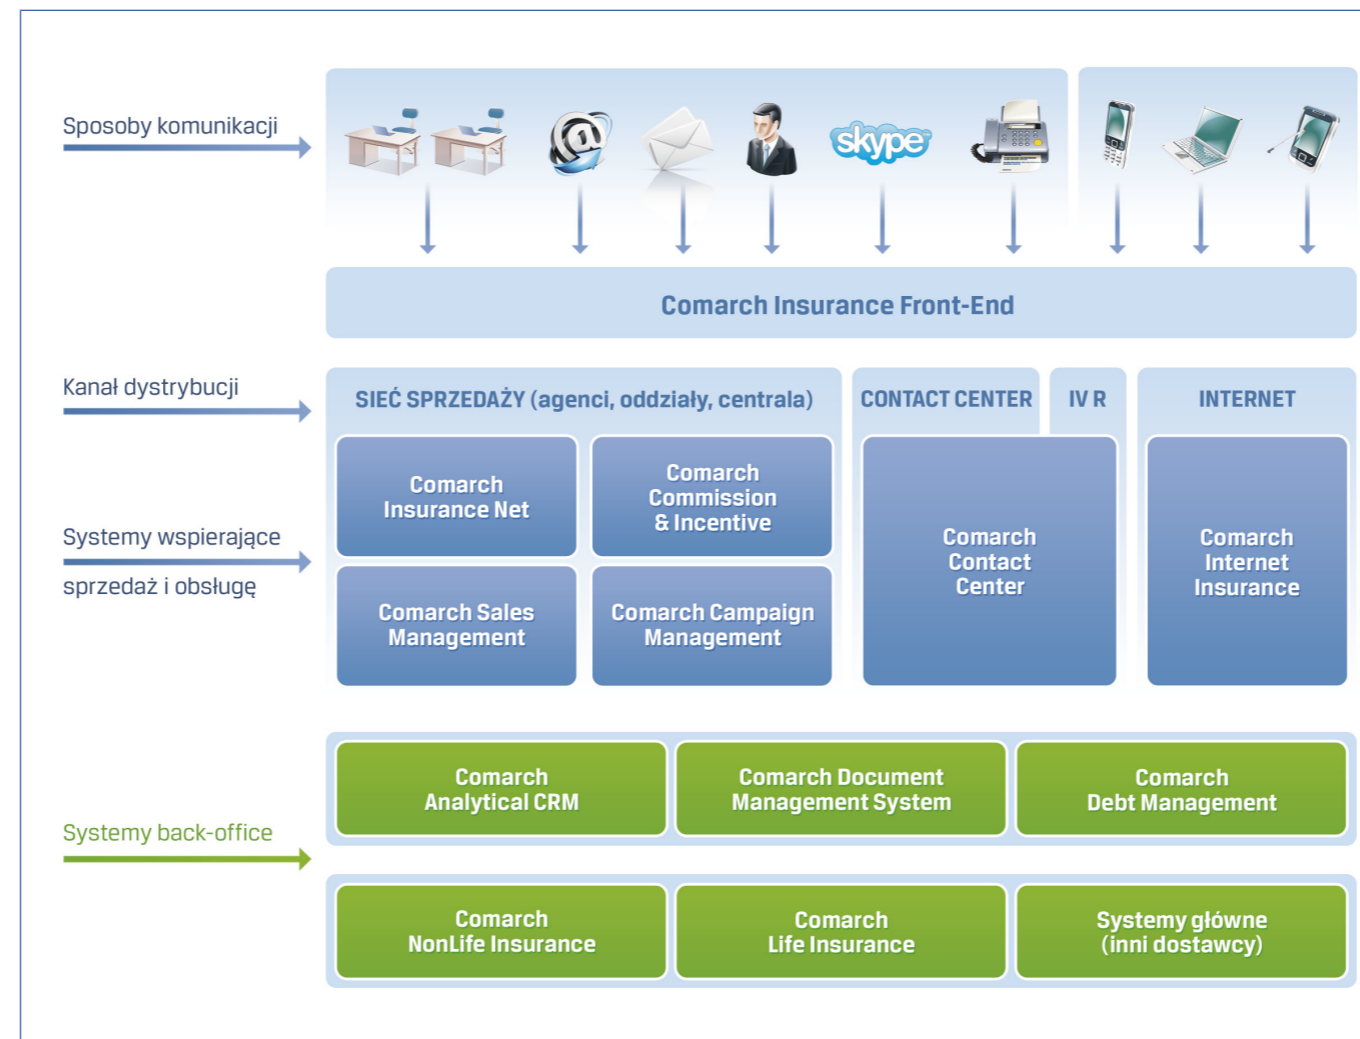 Sposoby komunikacji
@
skype
Comarch Insurance Front-End
Kanał dystrybucji
SIEĆ SPRZEDAŻY (agenci, oddziały, centrala)
CONTACT CENTER
IV R
INTERNET
Systemy wspierające
sprzedaż i obsługę
Comarch
Insurance Net
Comarch
Commission
& Incentive
Comarch Sales
Management
Comarch Campaign
Management
Comarch
Contact
Center
Comarch
Internet
Insurance
Systemy back-office
Comarch
Analytical CRM
Comarch Document
Management System
Comarch
Debt Management
Comarch
NonLife Insurance
Comarch
Life Insurance
Systemy główne
(inni dostawcy)